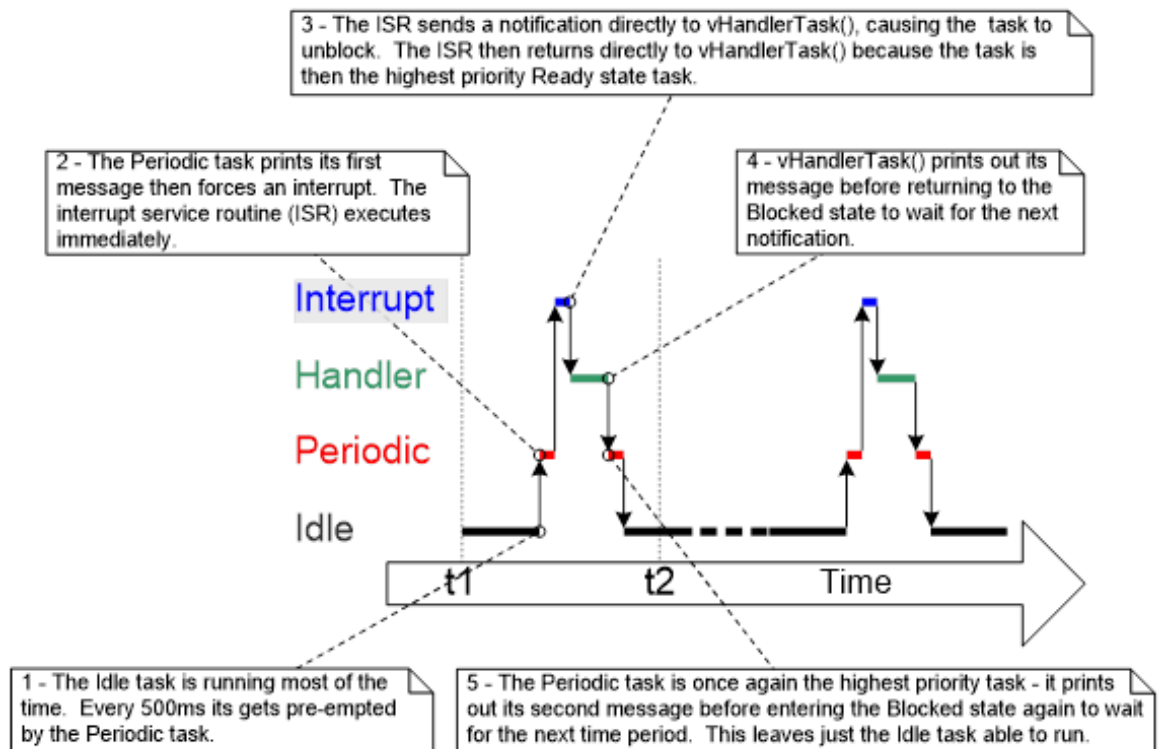 3 - The ISR sends a notification directly to vHandlerTask(), causing the task to
unblock. The ISR then returns directly to vHandlerTask() because the task is
then the highest priority Ready state task.
2 - The Periodic task prints its first
message then forces an interrupt. The
interrupt service routine (ISR) executes
immediately.
4 - vHandlerTask() prints out its
message before returning to the
Blocked state to wait for the next
notification.
Interrupt
Handler
Periodic
Idle
t1
t2
Time
1 - The Idle task is running most of the
time. Every 500ms its gets pre-empted
by the Periodic task.
5 - The Periodic task is once again the highest priority task - it prints
out its second message before entering the Blocked state again to wait
for the next time period. This leaves just the Idle task able to run.